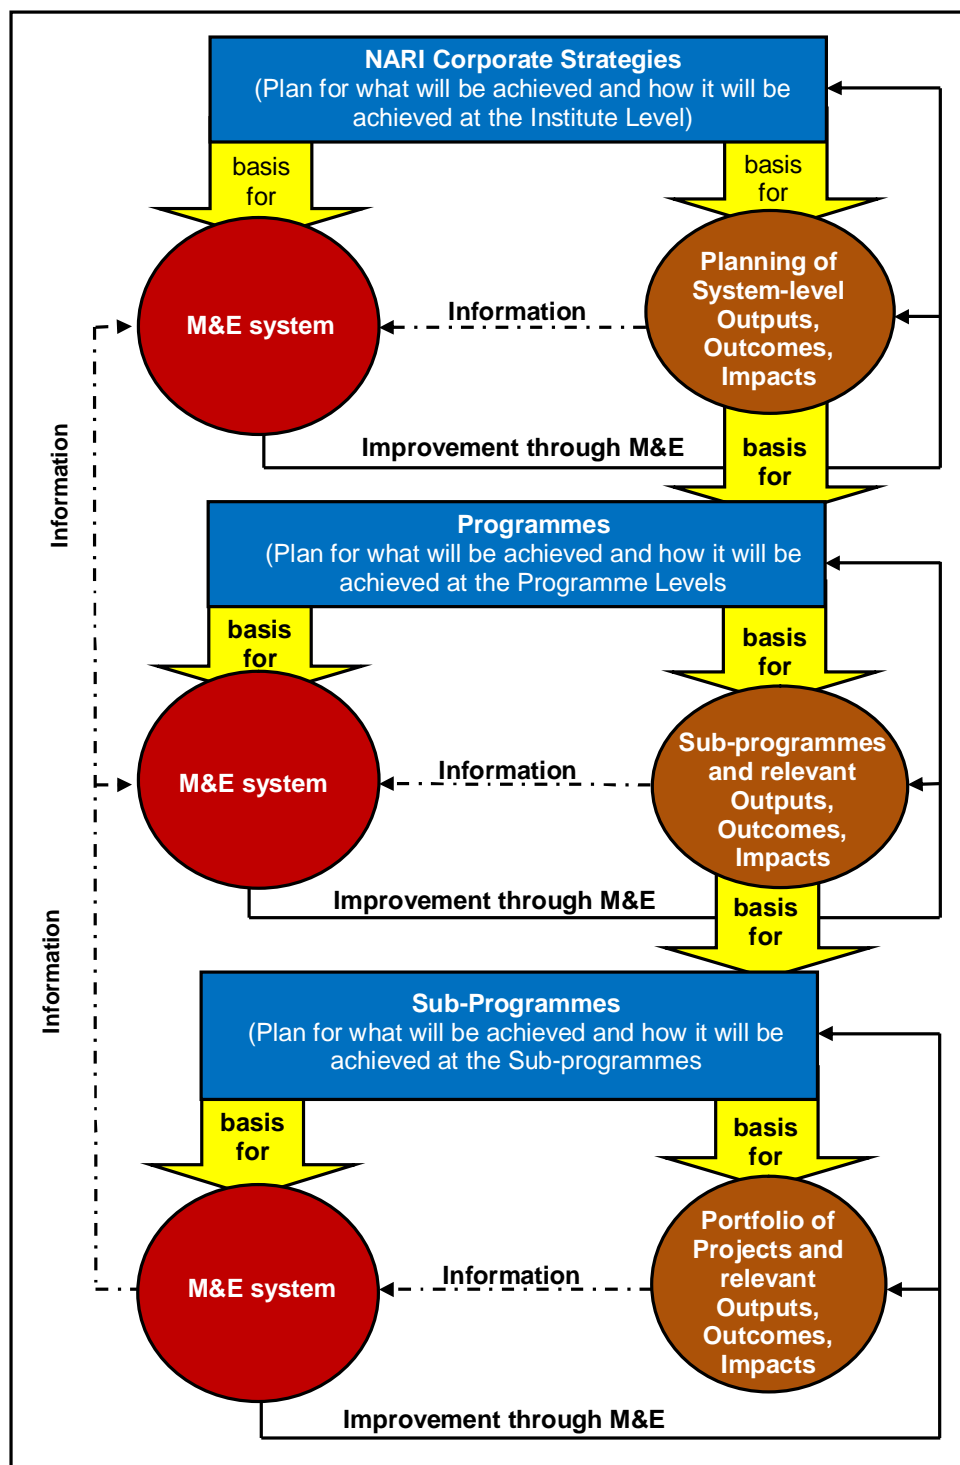 NARI Corporate Strategies
(Plan for what will be achieved and how it will be
achieved at the Institute Level)
basis
for
basis
for
M&E system
Information
Planning of
System-level
Outputs,
Outcomes,
Impacts
Improvement through M&E
basis
for
Information
Programmes
(Plan for what will be achieved and how it will be
achieved at the Programme Levels
basis
for
basis
for
M&E system
Information
Sub-programmes
and relevant
Outputs,
Outcomes,
Impacts
Improvement through M&E
basis
for
Information
Sub-Programmes
(Plan for what will be achieved and how it will be
achieved at the Sub-programmes
basis
for
basis
for
M&E system
Information
Portfolio of
Projects and
relevant
Outputs,
Outcomes,
Impacts
Improvement through M&E